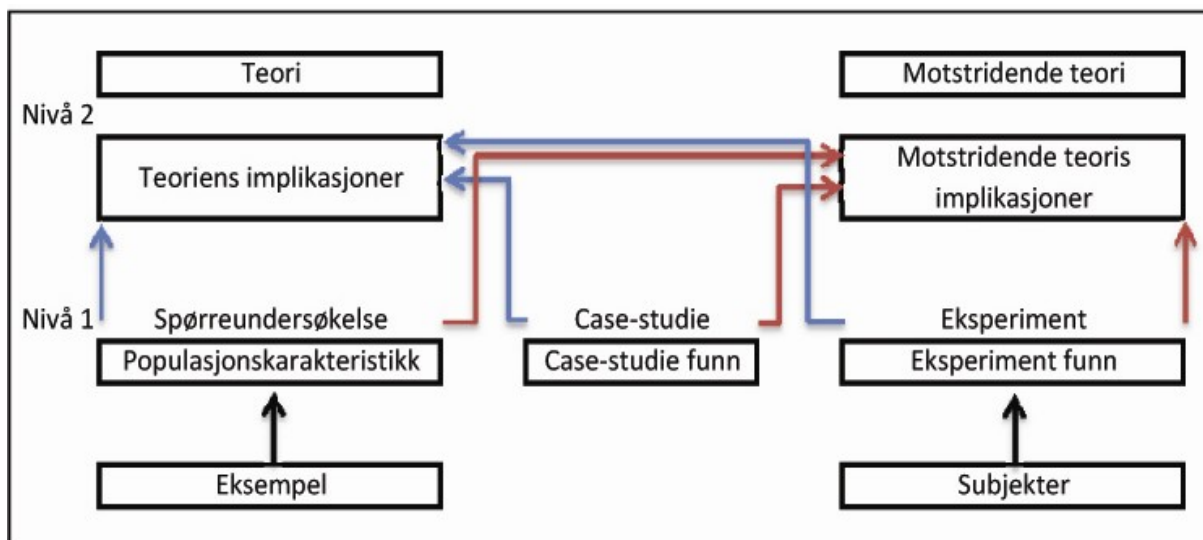 Teori
Motstridende teori
Nivå 2
Teoriens implikasjoner
Motstridende teoris
implikasjoner
Nivå 1
Spørreundersøkelse
Case-studie
Eksperiment
Populasjonskarakteristikk
Case-studie funn
Eksperiment funn
Eksempel
Subjekter